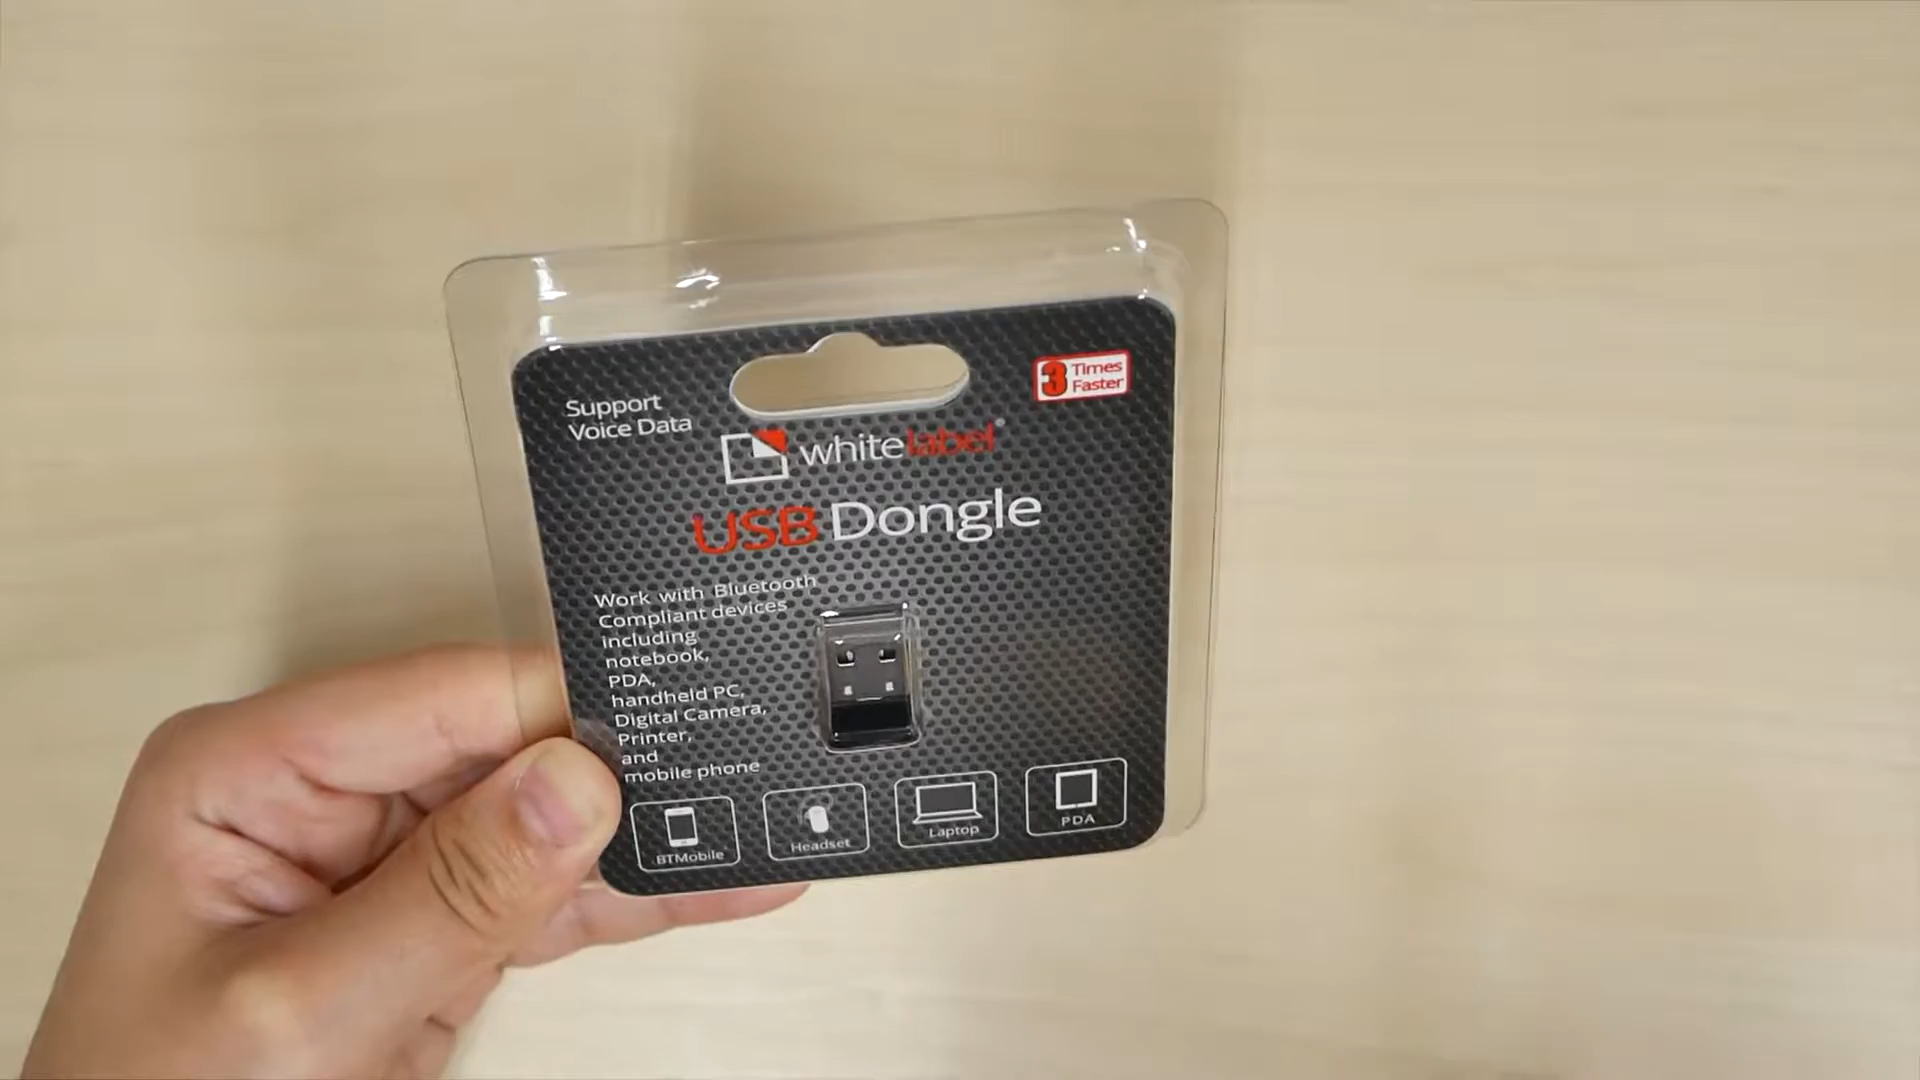 Support
Voice Data
3 Times
Faster
whitelabel®
USB Dongle
Work with Bluetooth
Compliant devices
including
notebook,
PDA,
handheld PC,
Digital Camera,
Printer,
and
mobile phone
BTMobile
Headset
Laptop
PDA